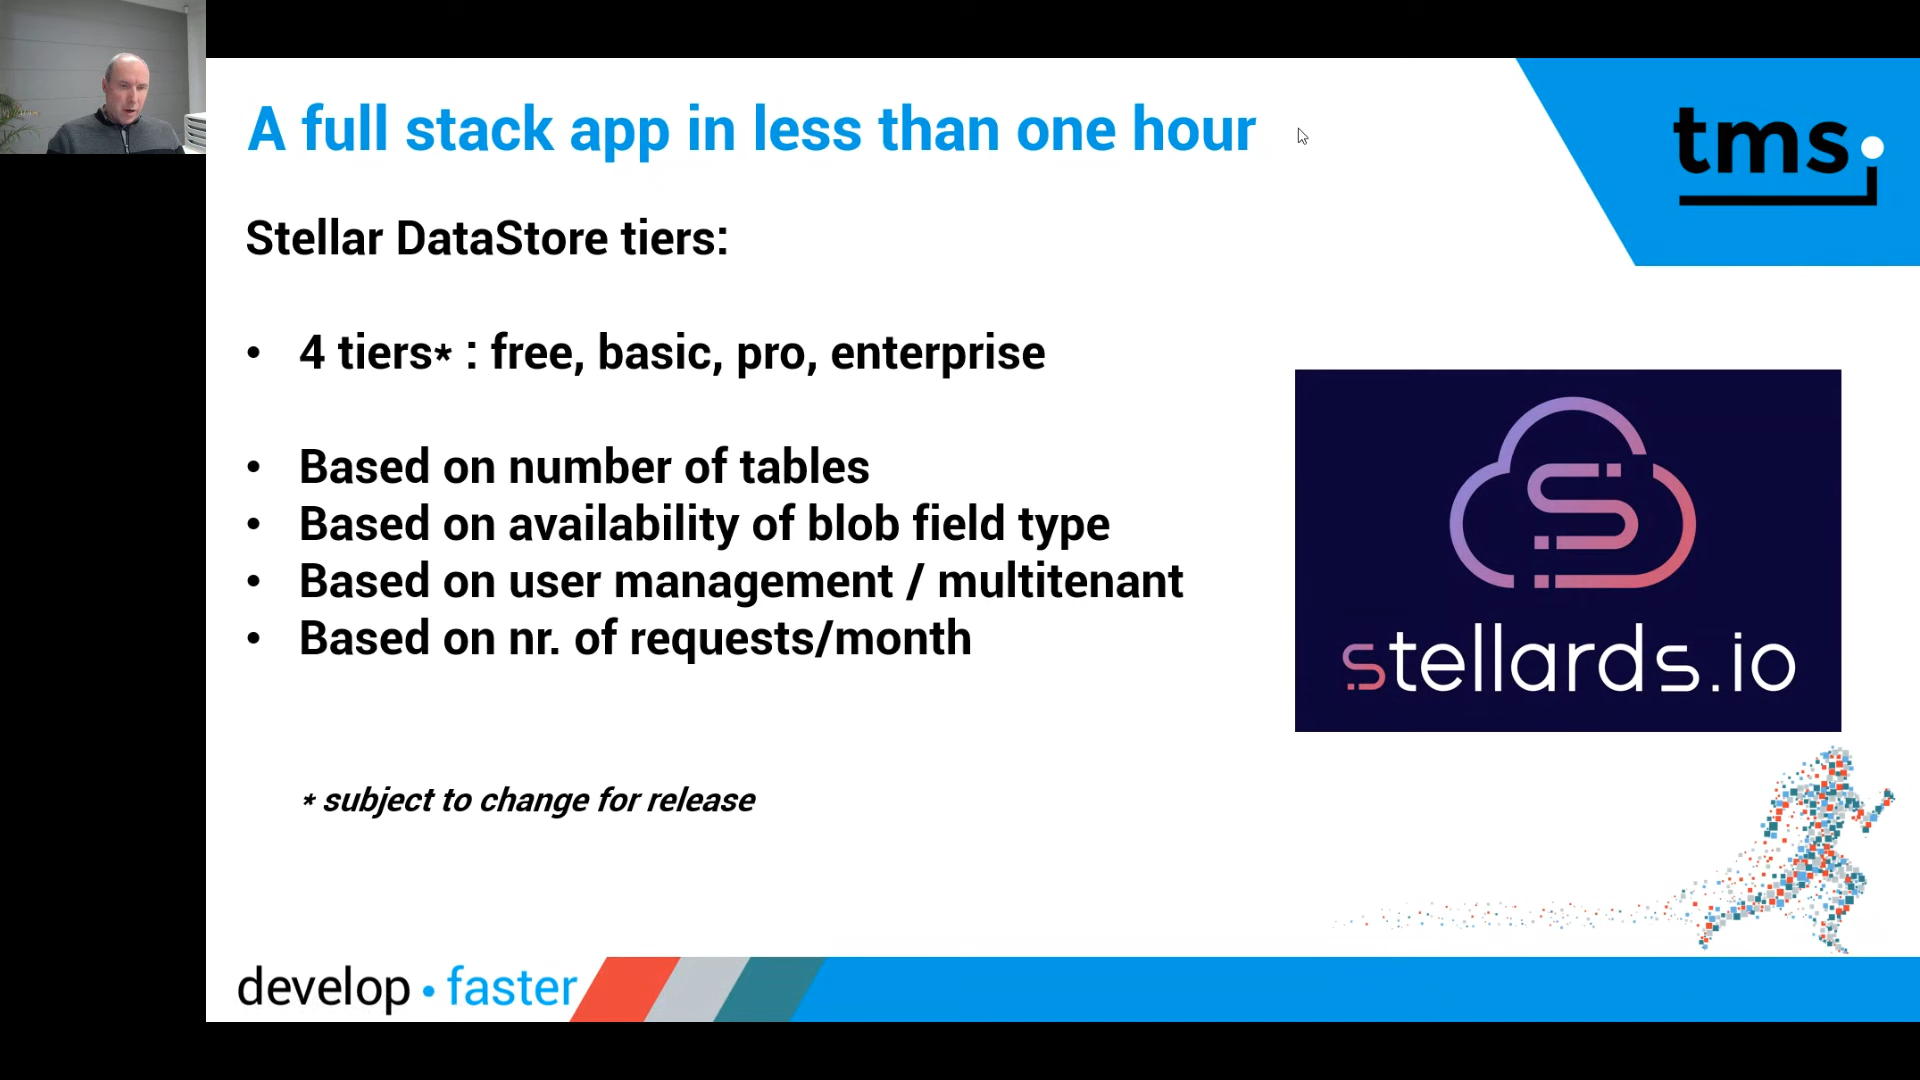 A full stack app in less than one hour
tms
Stellar DataStore tiers:
• 4 tiers* : free, basic, pro, enterprise
• Based on number of tables
• Based on availability of blob field type
• Based on user management / multitenant
• Based on nr. of requests/month
stellards.io
* subject to change for release
develop • faster